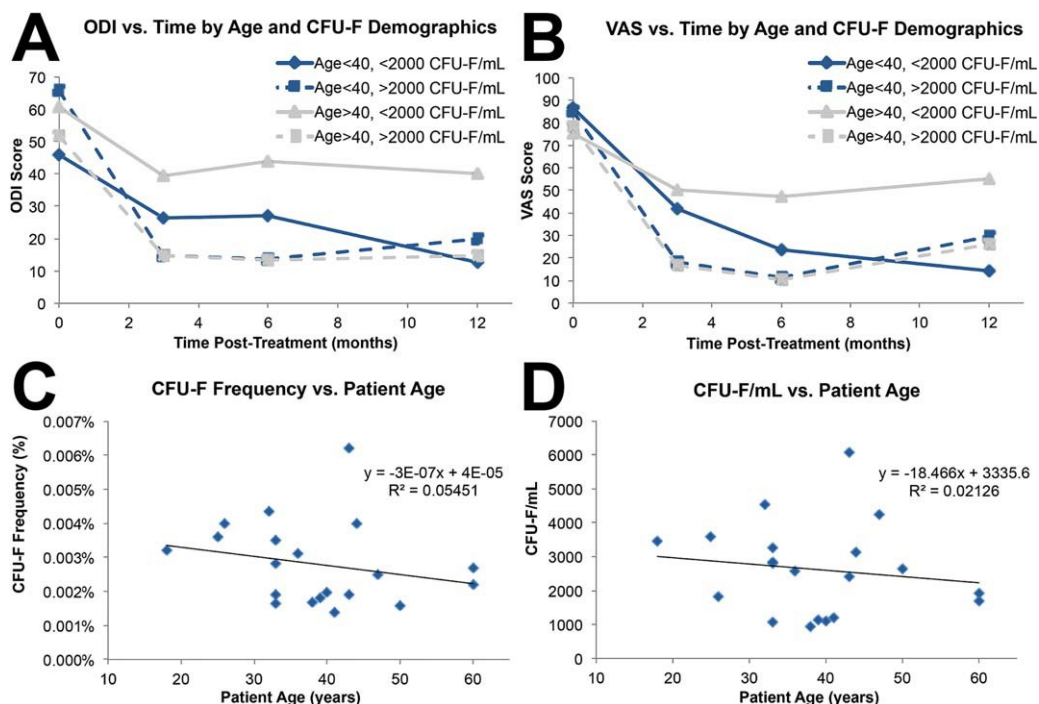 A
ODI vs. Time by Age and CFU-F Demographics
Age<40, <2000 CFU-F/mL
Age<40, >2000 CFU-F/mL
Age>40, <2000 CFU-F/mL
Age>40, >2000 CFU-F/mL
70
60
50
40
30
20
10
0
ODI Score
0 2 4 6 8 10 12
Time Post-Treatment (months)
B
VAS vs. Time by Age and CFU-F Demographics
Age<40, <2000 CFU-F/mL
Age<40, >2000 CFU-F/mL
Age>40, <2000 CFU-F/mL
Age>40, >2000 CFU-F/mL
100
90
80
70
60
50
40
30
20
10
0
VAS Score
0 2 4 6 8 10 12
Time Post-Treatment (months)
C
CFU-F Frequency vs. Patient Age
0.007%
0.006%
0.005%
0.004%
0.003%
0.002%
0.001%
0.000%
CFU-F Frequency (%)
y = -3E-07x + 4E-05
R² = 0.05451
10 20 30 40 50 60
Patient Age (years)
D
CFU-F/mL vs. Patient Age
7000
6000
5000
4000
3000
2000
1000
0
CFU-F/mL
y = -18.466x + 3335.6
R² = 0.02126
10 20 30 40 50 60
Patient Age (years)